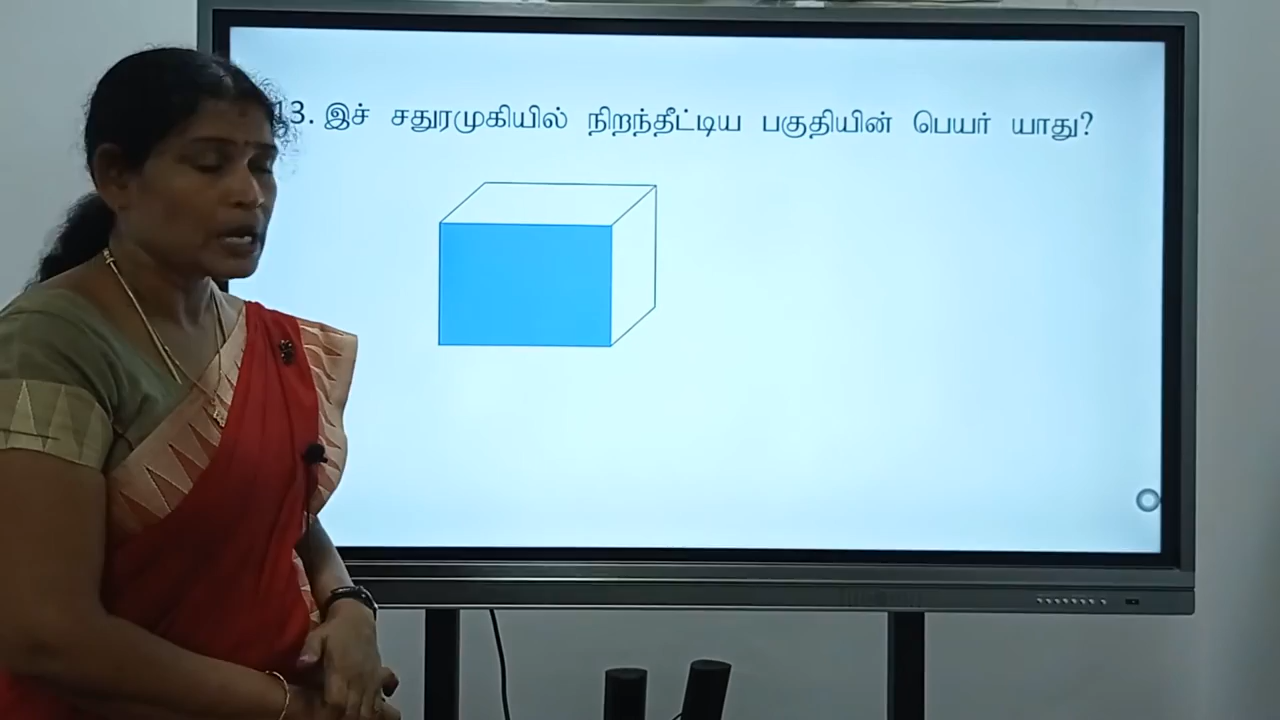 13. இச் சதுரமுகியில் நிறந்தீட்டிய பகுதியின் பெயர் யாது?